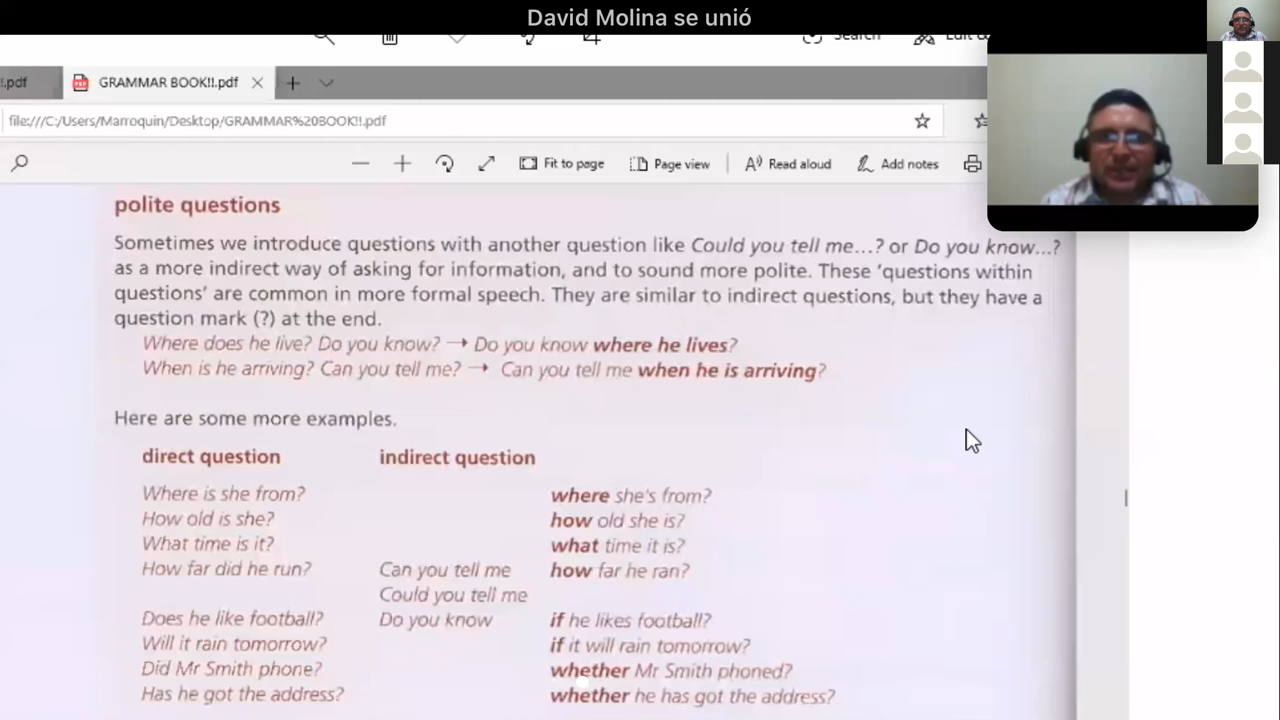 David Molina se unió
Search
Edit &
!.pdf
GRAMMAR BOOK!!.pdf
file:///C:/Users/Marroquin/Desktop/GRAMMAR%20BOOK!!.pdf
Fit to page
Page view
Read aloud
Add notes
polite questions
Sometimes we introduce questions with another question like Could you tell me...? or Do you know...?
as a more indirect way of asking for information, and to sound more polite. These ‘questions within
questions’ are common in more formal speech. They are similar to indirect questions, but they have a
question mark (?) at the end.
Where does he live? Do you know? → Do you know where he lives?
When is he arriving? Can you tell me? → Can you tell me when he is arriving?
Here are some more examples.
direct question indirect question
Where is she from? where she's from?
How old is she? how old she is?
What time is it? what time it is?
How far did he run? Can you tell me how far he ran?
Could you tell me
Does he like football? Do you know if he likes football?
Will it rain tomorrow? if it will rain tomorrow?
Did Mr Smith phone? whether Mr Smith phoned?
Has he got the address? whether he has got the address?